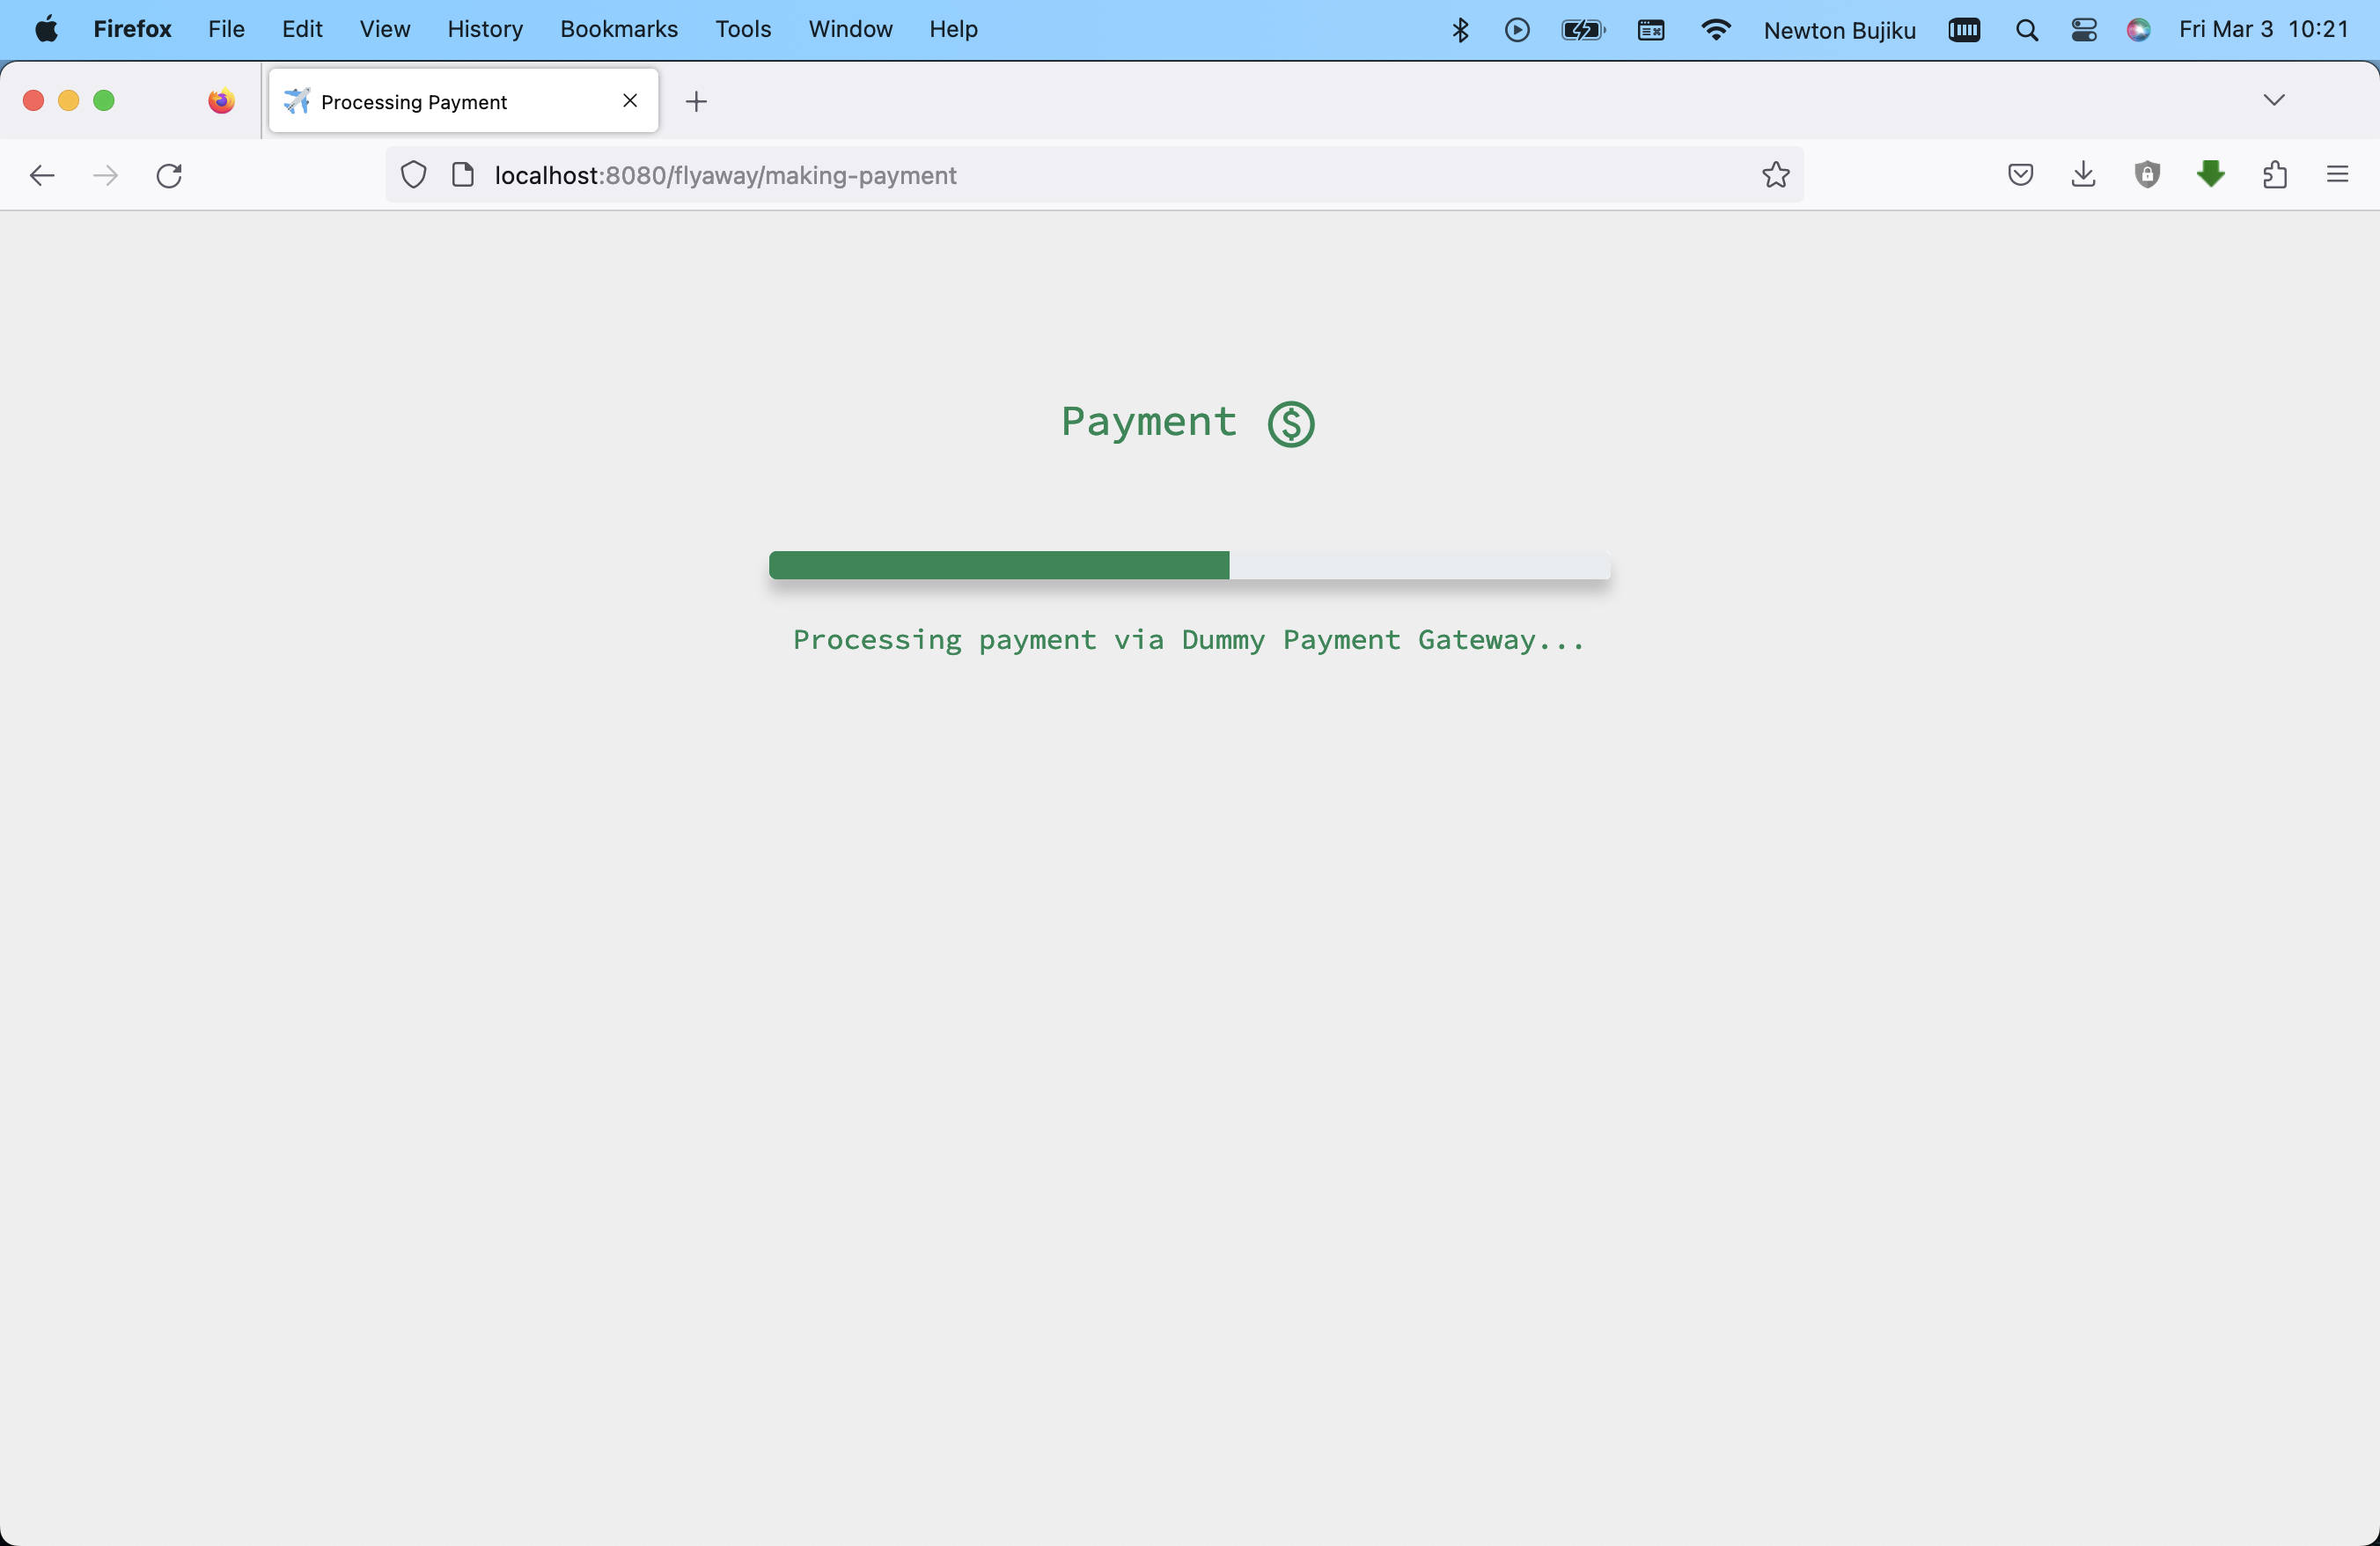 Firefox File Edit View History Bookmarks Tools Window Help Newton Bujiku Fri Mar 3 10:21
Processing Payment
localhost:8080/flyaway/making-payment
Payment
Processing payment via Dummy Payment Gateway...